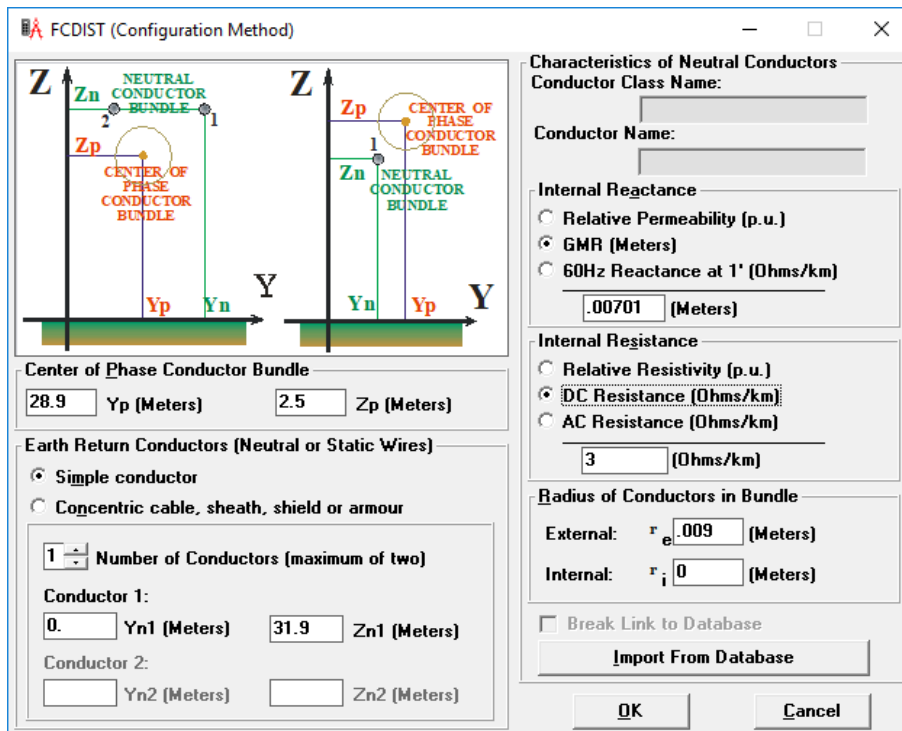 FCDIST (Configuration Method)
Z
Zn
NEUTRAL
CONDUCTOR
BUNDLE
2
1
Zp
CENTER OF
PHASE
CONDUCTOR
BUNDLE
Y
Yp
Yn
Z
Zp
CENTER OF
PHASE
CONDUCTOR
BUNDLE
1
Zn
NEUTRAL
CONDUCTOR
BUNDLE
Y
Yn
Yp
Center of Phase Conductor Bundle
28.9 Yp (Meters) 2.5 Zp (Meters)
Earth Return Conductors (Neutral or Static Wires)
Simple conductor
Concentric cable, sheath, shield or armour
1 Number of Conductors (maximum of two)
Conductor 1:
0. Yn1 (Meters) 31.9 Zn1 (Meters)
Conductor 2:
Yn2 (Meters) Zn2 (Meters)
Characteristics of Neutral Conductors
Conductor Class Name:
Conductor Name:
Internal Reactance
Relative Permeability (p.u.)
GMR (Meters)
60Hz Reactance at 1' (Ohms/km)
.00701 (Meters)
Internal Resistance
Relative Resistivity (p.u.)
DC Resistance (Ohms/km)
AC Resistance (Ohms/km)
3 (Ohms/km)
Radius of Conductors in Bundle
External: r e .009 (Meters)
Internal: r i 0 (Meters)
Break Link to Database
Import From Database
OK Cancel